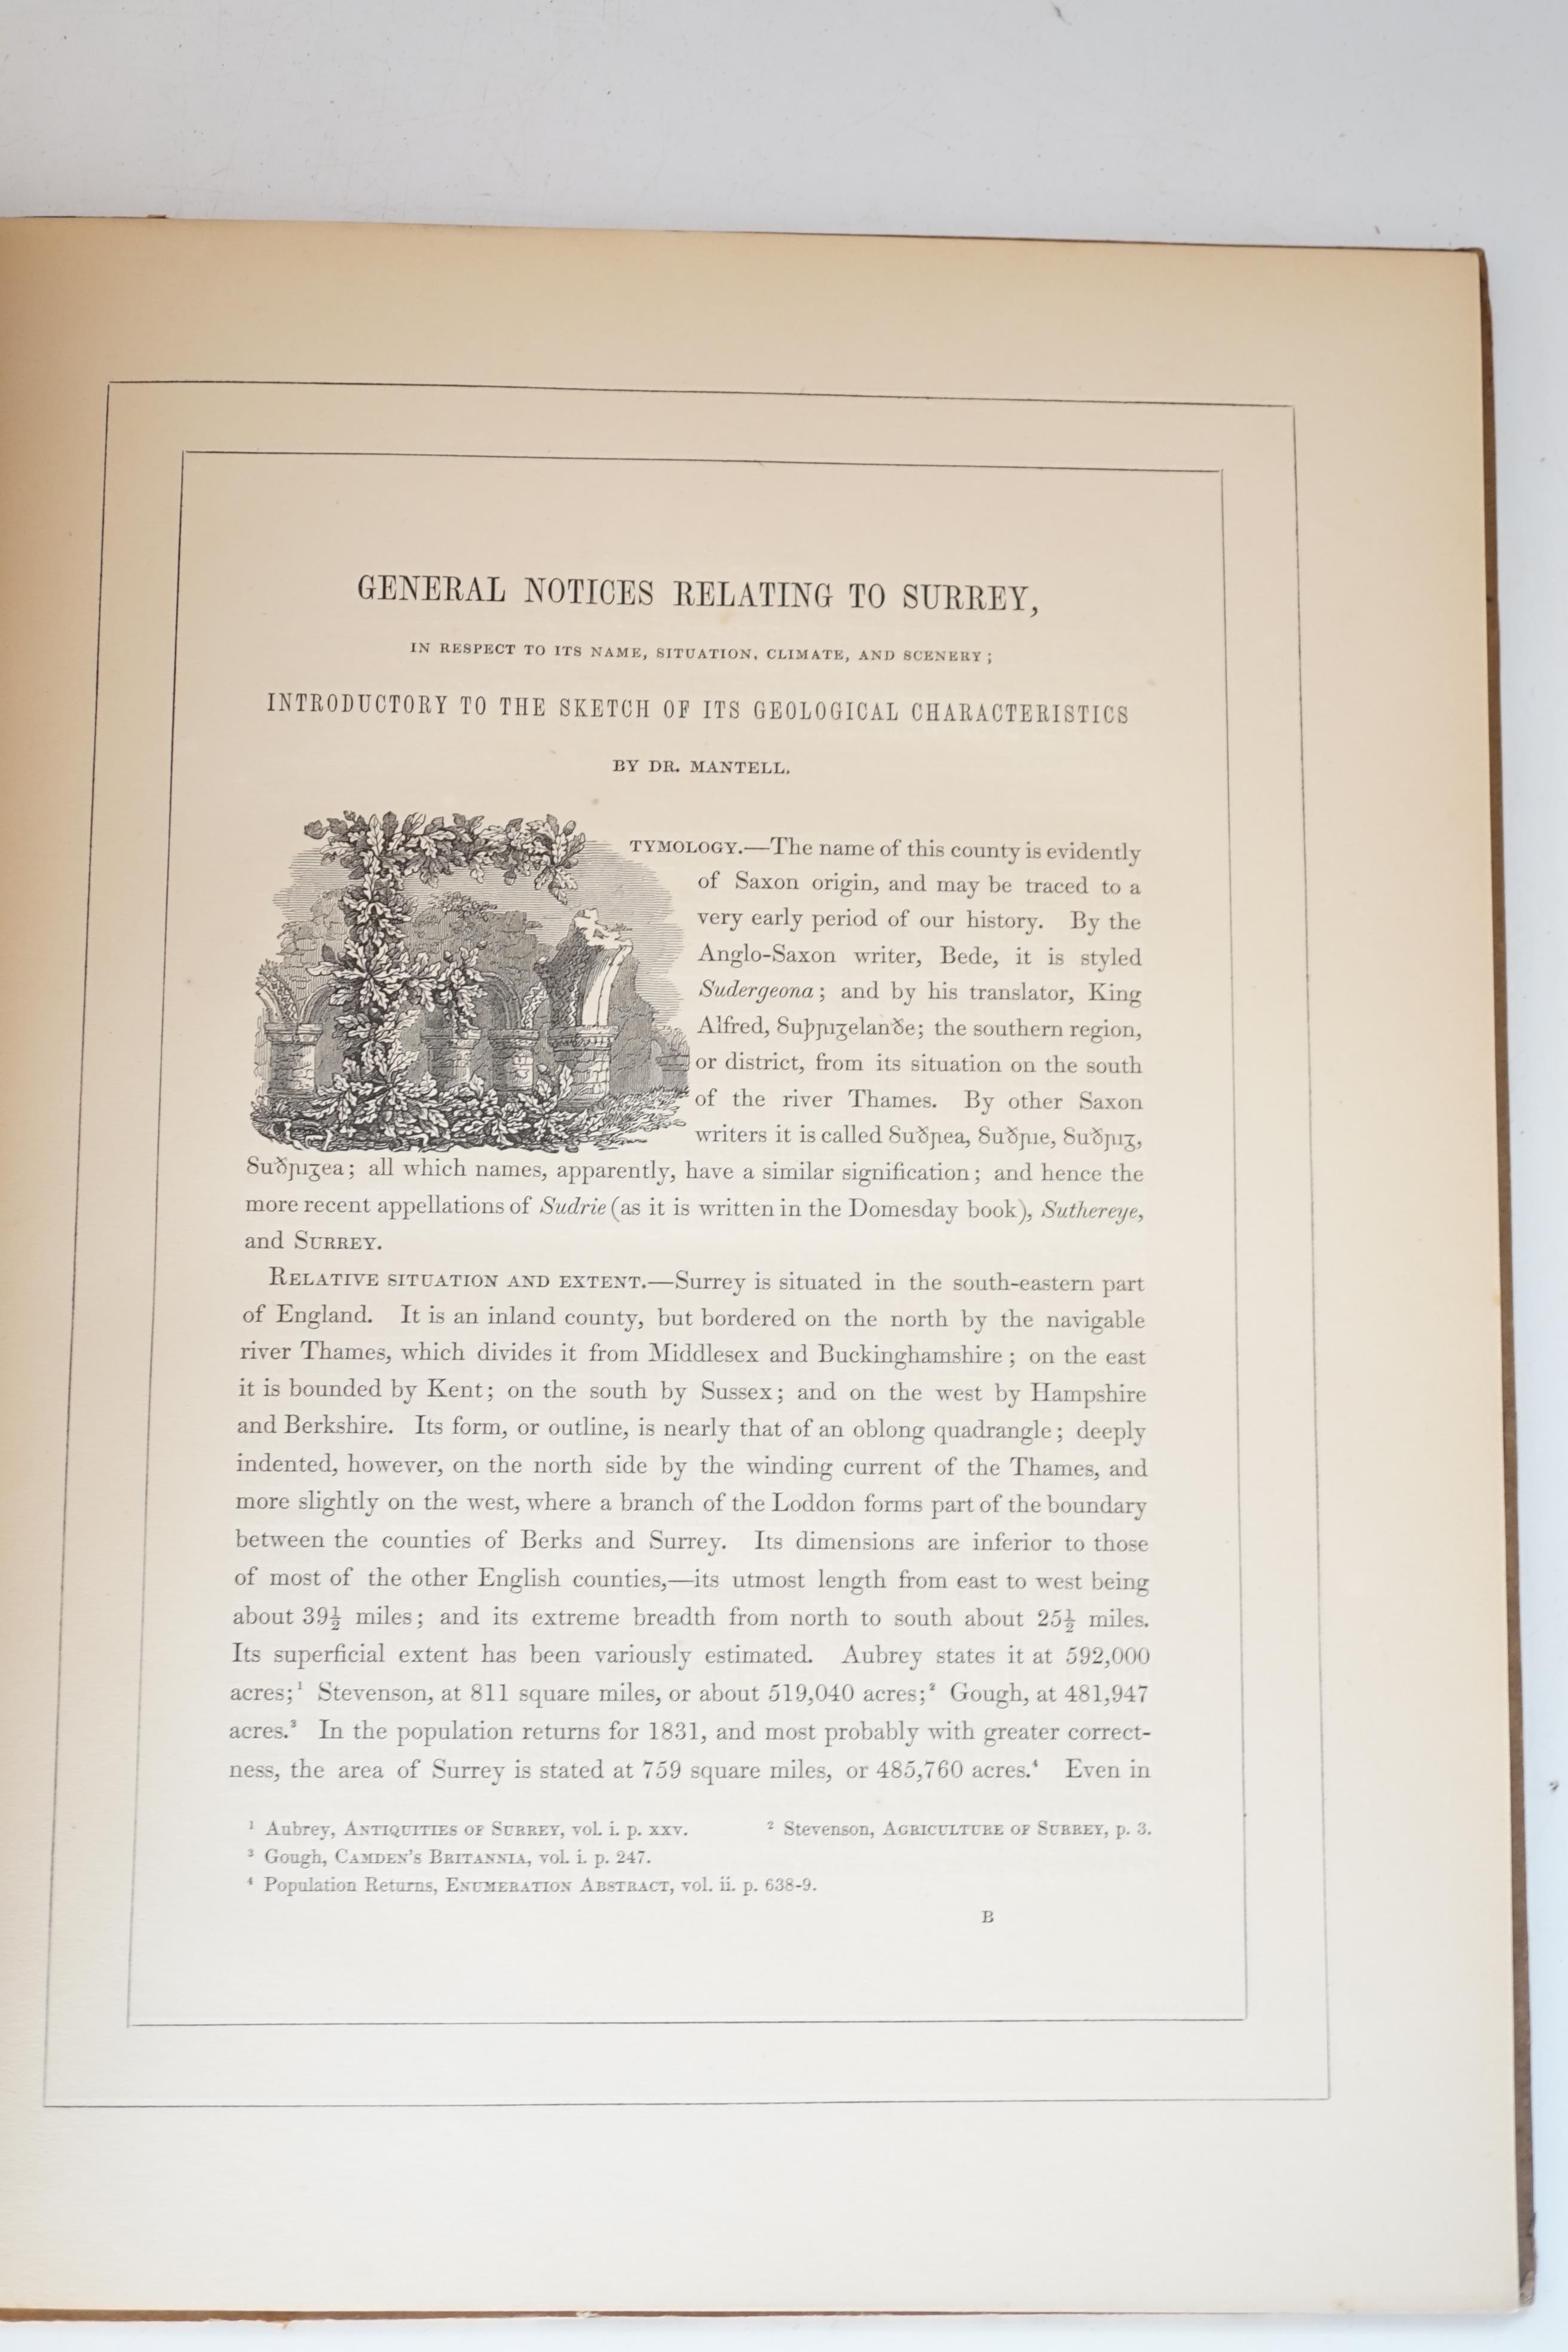 GENERAL NOTICES RELATING TO SURREY,
IN RESPECT TO ITS NAME, SITUATION, CLIMATE, AND SCENERY;
INTRODUCTORY TO THE SKETCH OF ITS GEOLOGICAL CHARACTERISTICS
BY DR. MANTELL.
TYMOLOGY.—The name of this county is evidently
of Saxon origin, and may be traced to a
very early period of our history. By the
Anglo-Saxon writer, Bede, it is styled
Sudergeona; and by his translator, King
Alfred, Suþꞃıᵹelanðe; the southern region,
or district, from its situation on the south
of the river Thames. By other Saxon
writers it is called Suðꞃea, Suðꞃıe, Suðꞃıᵹ,
Suðꞃıᵹea; all which names, apparently, have a similar signification; and hence the
more recent appellations of Sudrie (as it is written in the Domesday book), Suthereye,
and SURREY.
RELATIVE SITUATION AND EXTENT.—Surrey is situated in the south-eastern part
of England. It is an inland county, but bordered on the north by the navigable
river Thames, which divides it from Middlesex and Buckinghamshire; on the east
it is bounded by Kent; on the south by Sussex; and on the west by Hampshire
and Berkshire. Its form, or outline, is nearly that of an oblong quadrangle; deeply
indented, however, on the north side by the winding current of the Thames, and
more slightly on the west, where a branch of the Loddon forms part of the boundary
between the counties of Berks and Surrey. Its dimensions are inferior to those
of most of the other English counties,—its utmost length from east to west being
about 39½ miles; and its extreme breadth from north to south about 25½ miles.
Its superficial extent has been variously estimated. Aubrey states it at 592,000
acres;¹ Stevenson, at 811 square miles, or about 519,040 acres;² Gough, at 481,947
acres.³ In the population returns for 1831, and most probably with greater correct-
ness, the area of Surrey is stated at 759 square miles, or 485,760 acres.⁴ Even in
¹ Aubrey, ANTIQUITIES OF SURREY, vol. i. p. xxv. ² Stevenson, AGRICULTURE OF SURREY, p. 3.
³ Gough, CAMDEN'S BRITANNIA, vol. i. p. 247.
⁴ Population Returns, ENUMERATION ABSTRACT, vol. ii. p. 638-9.
B